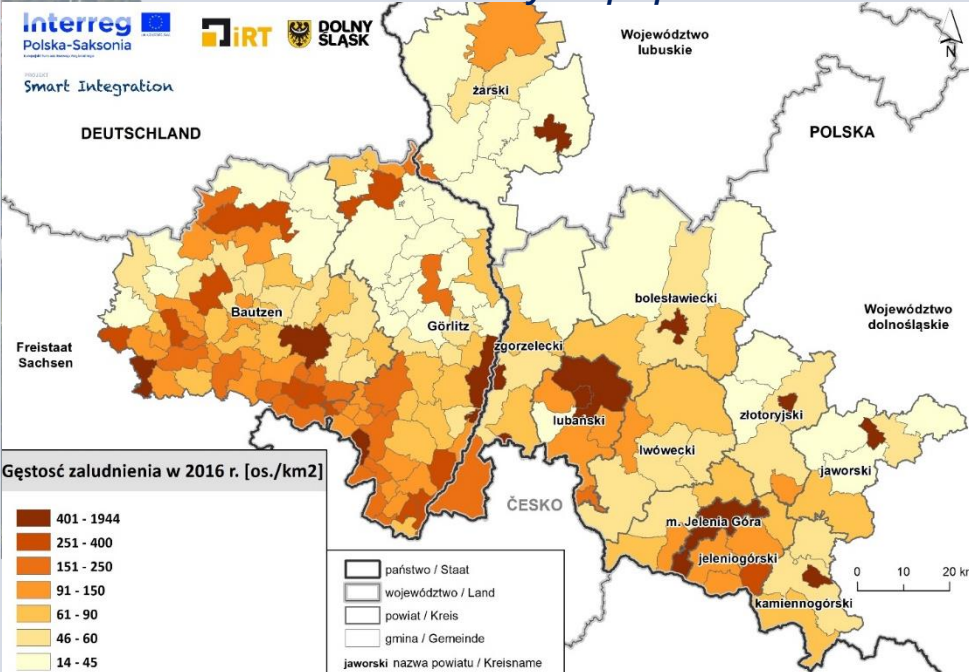 Interreg
Polska-Saksonia
iRT
DOLNY
ŚLĄSK
Smart Integration
DEUTSCHLAND
Województwo
lubuskie
N
POLSKA
żarski
Bautzen
Görlitz
Freistaat
Sachsen
bolesławiecki
zgorzelecki
Województwo
dolnośląskie
lubański
złotoryjski
lwówecki
jaworski
ČESKO
m. Jelenia Góra
jeleniogórski
kamiennogórski
0 10 20 km
Gęstosć zaludnienia w 2016 r. [os./km2]
401 - 1944
251 - 400
151 - 250
91 - 150
61 - 90
46 - 60
14 - 45
państwo / Staat
województwo / Land
powiat / Kreis
gmina / Gemeinde
jaworski nazwa powiatu / Kreisname